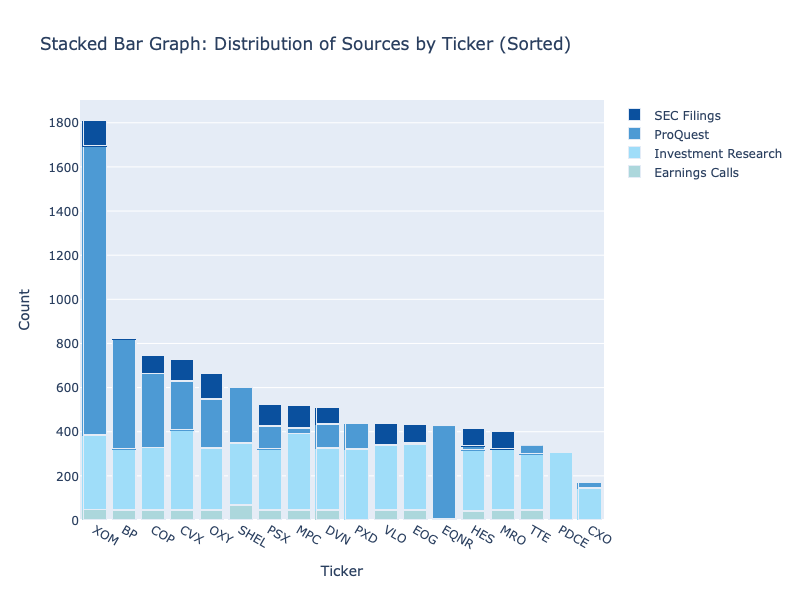 Stacked Bar Graph: Distribution of Sources by Ticker (Sorted)
SEC Filings
ProQuest
Investment Research
Earnings Calls
1800
1600
1400
1200
1000
800
600
400
200
0
Count
XOM
BP
COP
CVX
OXY
SHEL
PSX
MPC
DVN
PXD
VLO
EOG
EQNR
HES
MRO
TTE
PDCE
CXO
Ticker